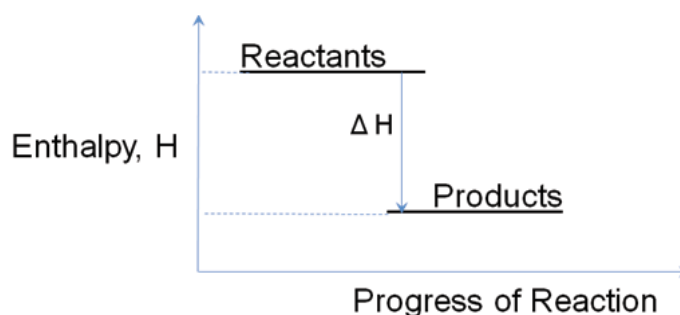 Reactants
Δ H
Enthalpy, H
Products
Progress of Reaction